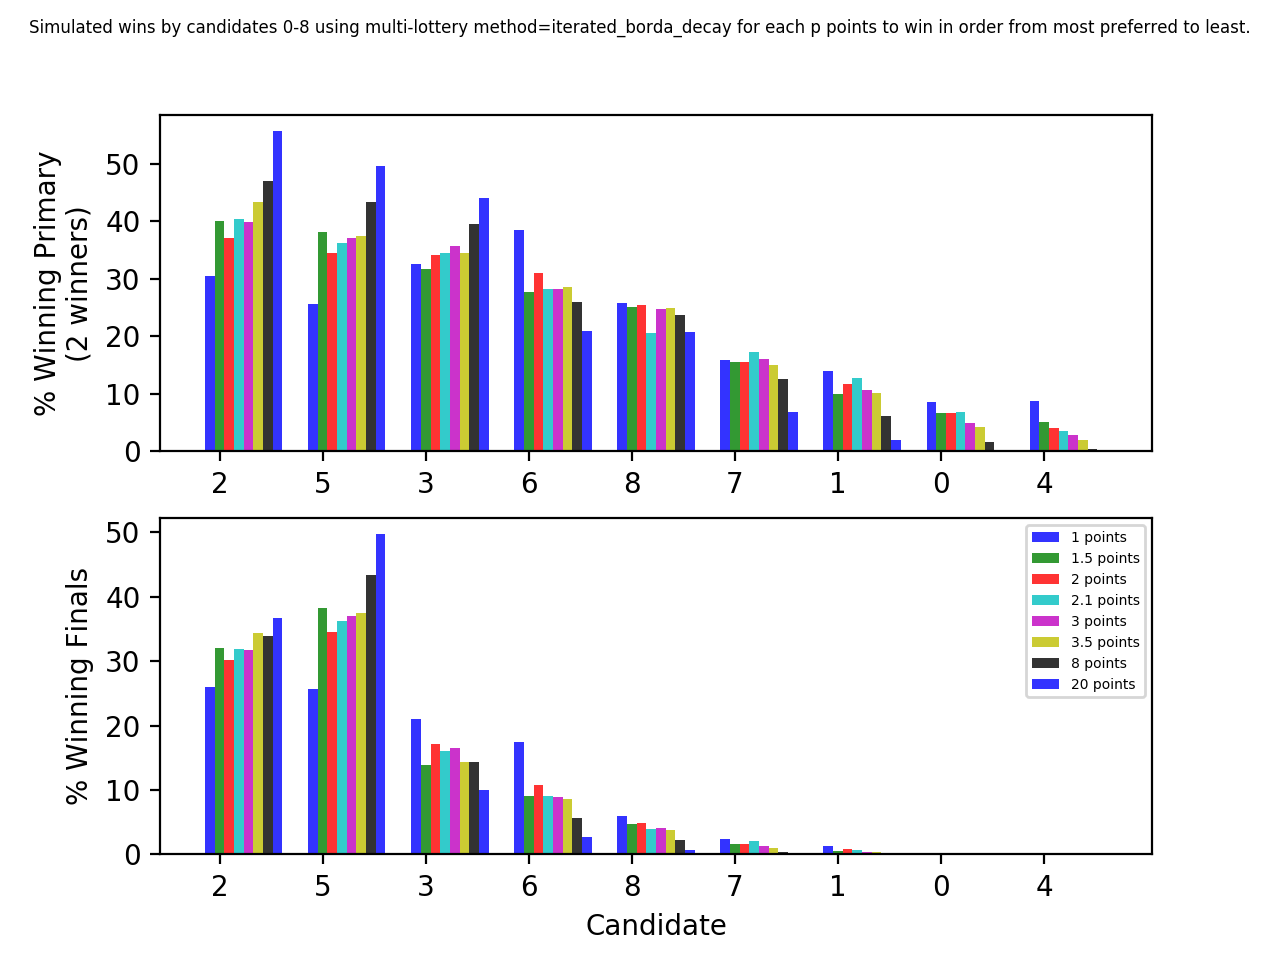 Simulated wins by candidates 0-8 using multi-lottery method=iterated_borda_decay for each p points to win in order from most preferred to least.
% Winning Primary
(2 winners)
50
40
30
20
10
0
2 5 3 6 8 7 1 0 4
% Winning Finals
50
40
30
20
10
0
1 points
1.5 points
2 points
2.1 points
3 points
3.5 points
8 points
20 points
2 5 3 6 8 7 1 0 4
Candidate